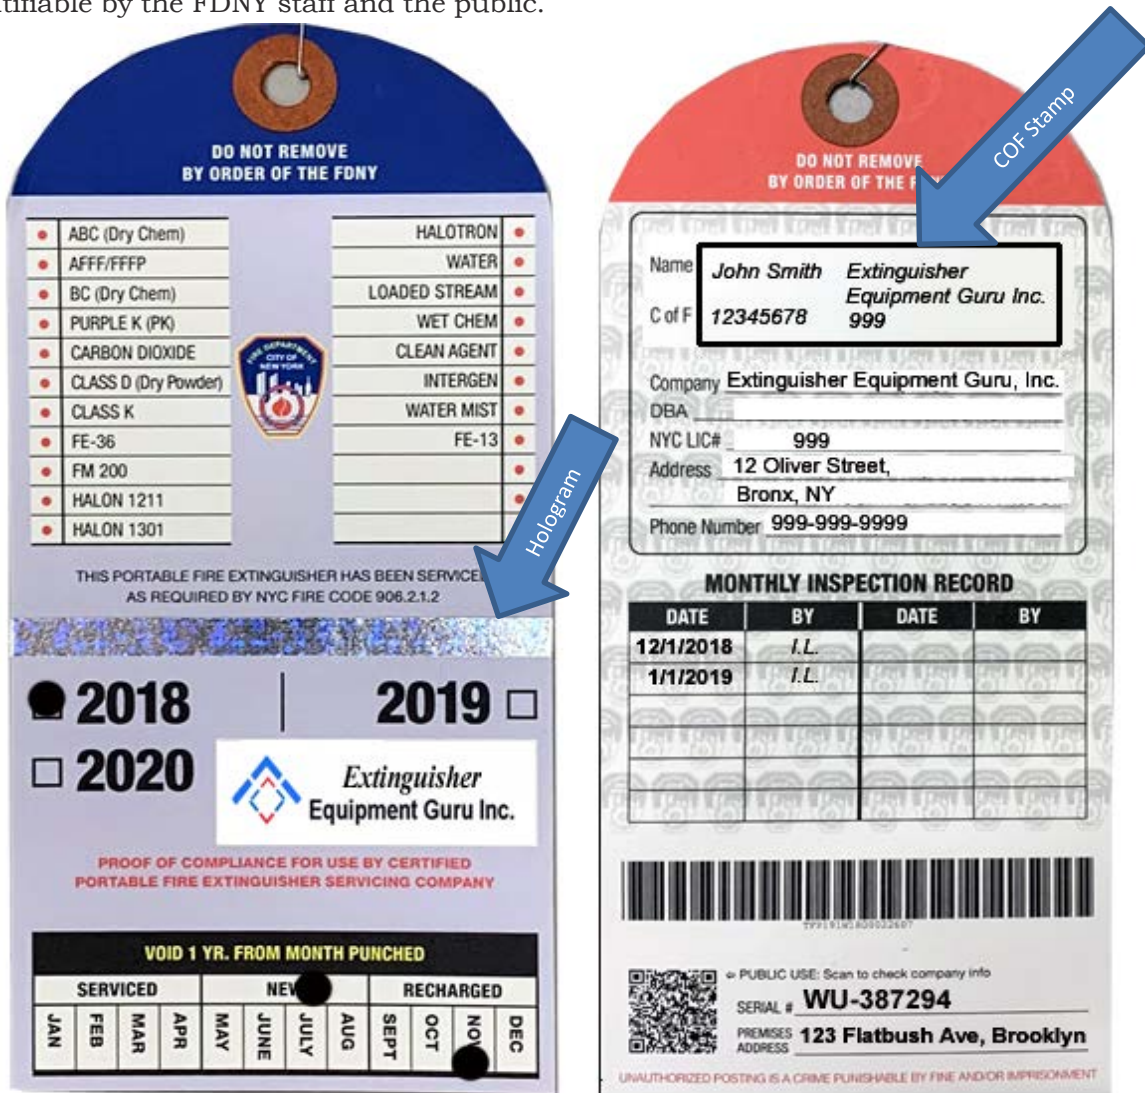 tifiable by the FDNY staff and the public.
DO NOT REMOVE
BY ORDER OF THE FDNY
ABC (Dry Chem)
AFFF/FFFP
BC (Dry Chem)
PURPLE K (PK)
CARBON DIOXIDE
CLASS D (Dry Powder)
CLASS K
FE-36
FM 200
HALON 1211
HALON 1301
HALOTRON
WATER
LOADED STREAM
WET CHEM
CLEAN AGENT
INTERGEN
WATER MIST
FE-13
FIRE DEPARTMENT
CITY OF
NEW YORK
Hologram
THIS PORTABLE FIRE EXTINGUISHER HAS BEEN SERVICE
AS REQUIRED BY NYC FIRE CODE 906.2.1.2
2018 2019
2020
Extinguisher
Equipment Guru Inc.
PROOF OF COMPLIANCE FOR USE BY CERTIFIED
PORTABLE FIRE EXTINGUISHER SERVICING COMPANY
VOID 1 YR. FROM MONTH PUNCHED
SERVICED NEW RECHARGED
JAN FEB MAR APR MAY JUNE JULY AUG SEPT OCT NOV DEC
COF Stamp
DO NOT REMOVE
BY ORDER OF THE F
Name John Smith Extinguisher
Equipment Guru Inc.
C of F 12345678 999
Company Extinguisher Equipment Guru, Inc.
DBA
NYC LIC# 999
Address 12 Oliver Street,
Bronx, NY
Phone Number 999-999-9999
MONTHLY INSPECTION RECORD
DATE BY DATE BY
12/1/2018 I.L.
1/1/2019 I.L.
PUBLIC USE: Scan to check company info
SERIAL # WU-387294
PREMISES
ADDRESS 123 Flatbush Ave, Brooklyn
UNAUTHORIZED POSTING IS A CRIME PUNISHABLE BY FINE AND/OR IMPRISONMENT